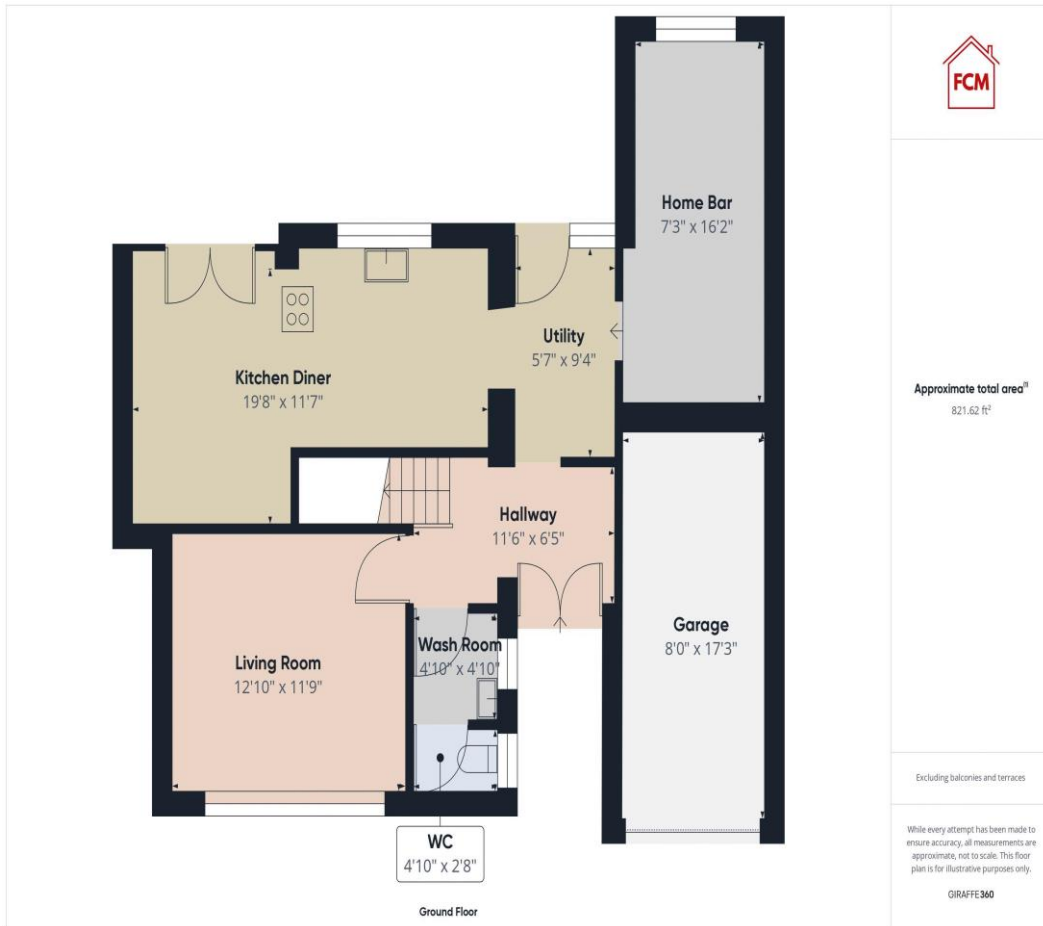 FCM
Home Bar
7'3" x 16'2"
Utility
5'7" x 9'4"
Kitchen Diner
19'8" x 11'7"
Hallway
11'6" x 6'5"
Garage
8'0" x 17'3"
Wash Room
4'10" x 4'10"
Living Room
12'10" x 11'9"
WC
4'10" x 2'8"
Ground Floor
Approximate total area⁽¹⁾
821.62 ft²
Excluding balconies and terraces
While every attempt has been made to
ensure accuracy, all measurements are
approximate, not to scale. This floor
plan is for illustrative purposes only.
GIRAFFE360